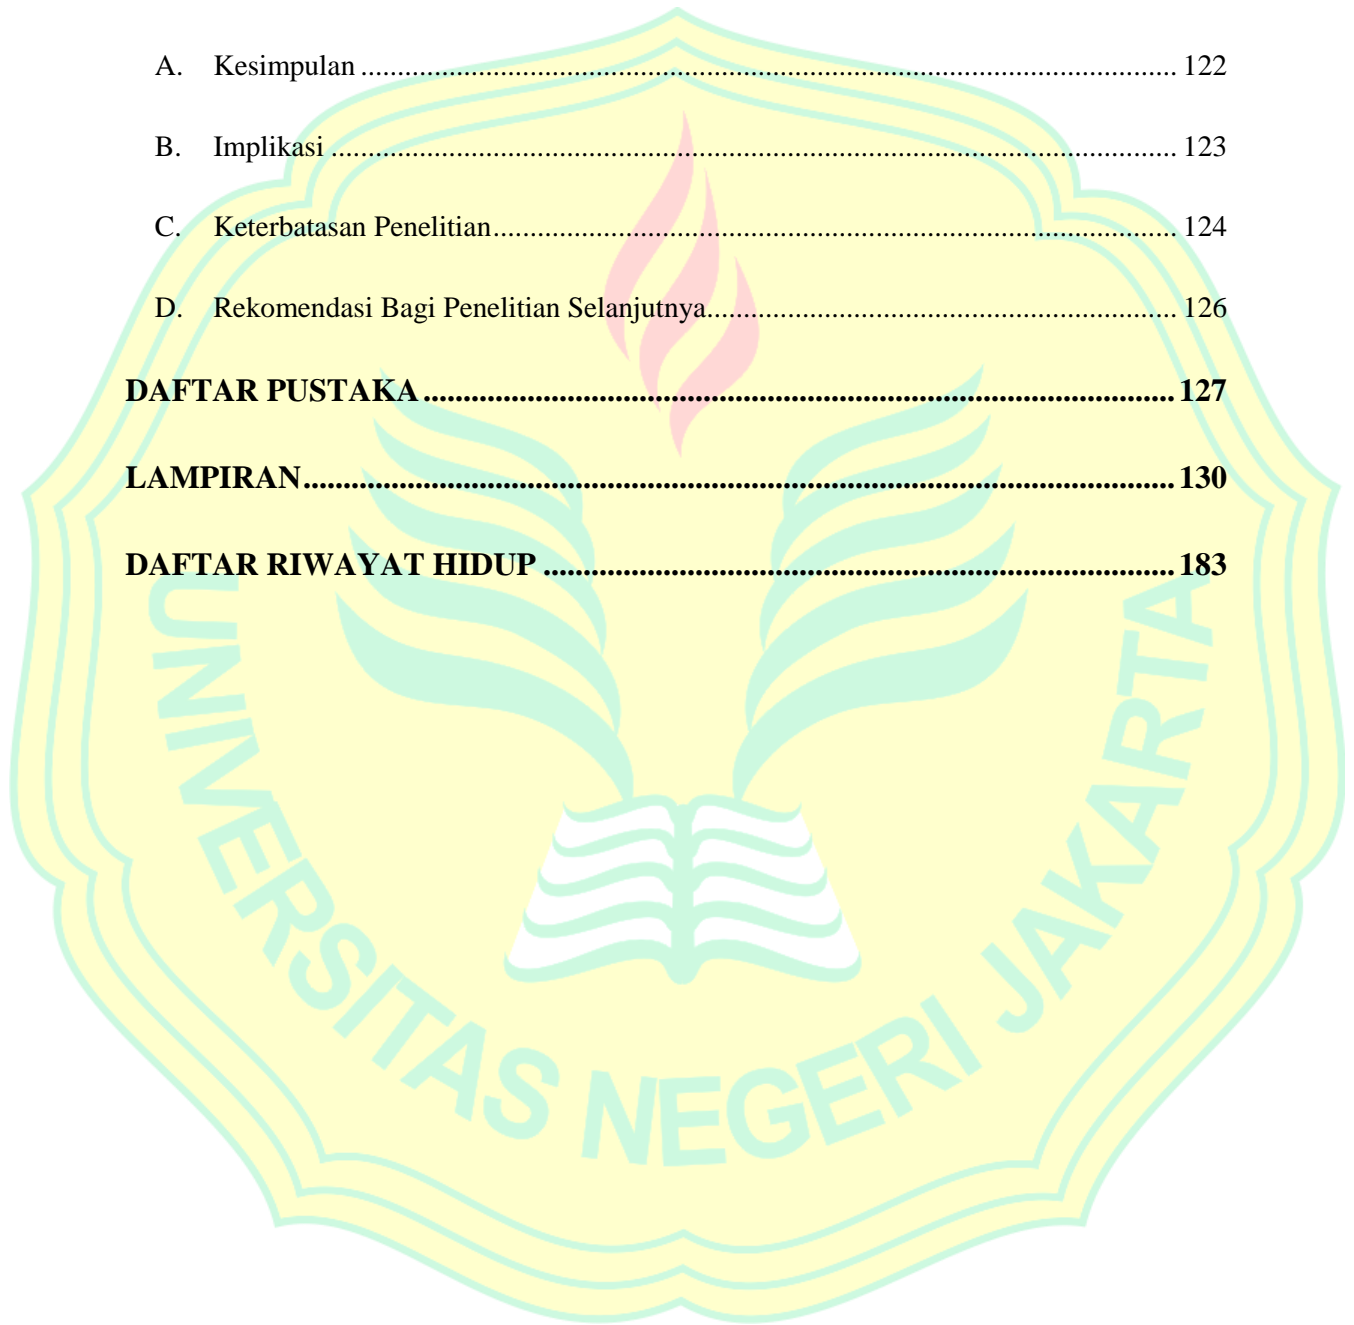 A. Kesimpulan ........................................................................................................ 122
B. Implikasi ............................................................................................................ 123
C. Keterbatasan Penelitian....................................................................................... 124
D. Rekomendasi Bagi Penelitian Selanjutnya............................................................ 126
DAFTAR PUSTAKA .............................................................................................. 127
LAMPIRAN............................................................................................................. 130
DAFTAR RIWAYAT HIDUP ............................................................................... 183
UNIVERSITAS NEGERI JAKARTA